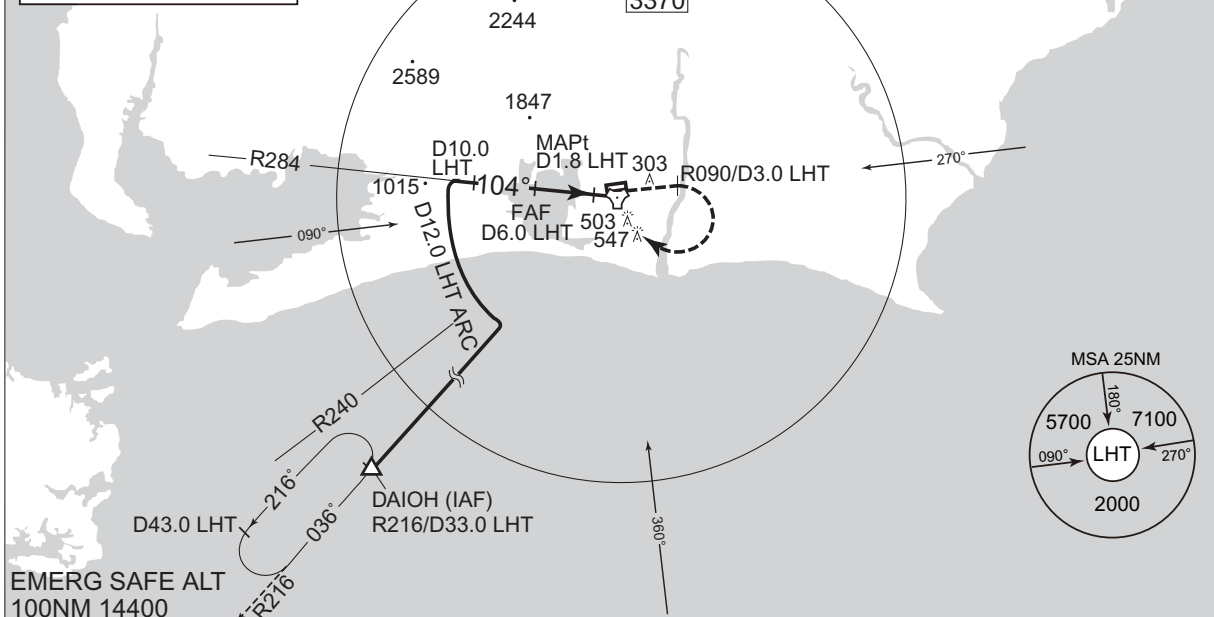 3370
2244
2589
1847
D10.0
LHT
MAPt
D1.8 LHT
303
R284
270°
1015
104°
R090/D3.0 LHT
FAF
D6.0 LHT
503
547
090°
D12.0 LHT ARC
MSA 25NM
180°
5700
7100
LHT
090°
270°
2000
R240
216°
DAIOH (IAF)
R216/D33.0 LHT
D43.0 LHT
036°
360°
EMERG SAFE ALT
100NM 14400
R216